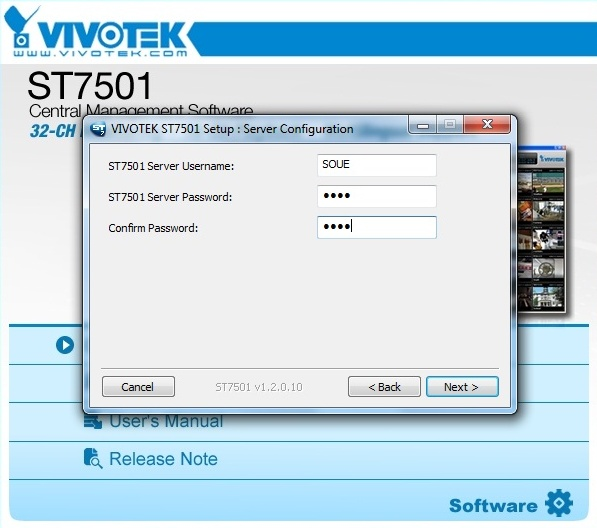 VIVOTEK
www.vivotek.com
ST7501
Central Management Software
32-CH
ST VIVOTEK ST7501 Setup : Server Configuration
ST7501 Server Username: SOUE
ST7501 Server Password: ••••
Confirm Password: ••••
Cancel ST7501 v1.2.0.10 < Back Next >
User's Manual
Release Note
Software